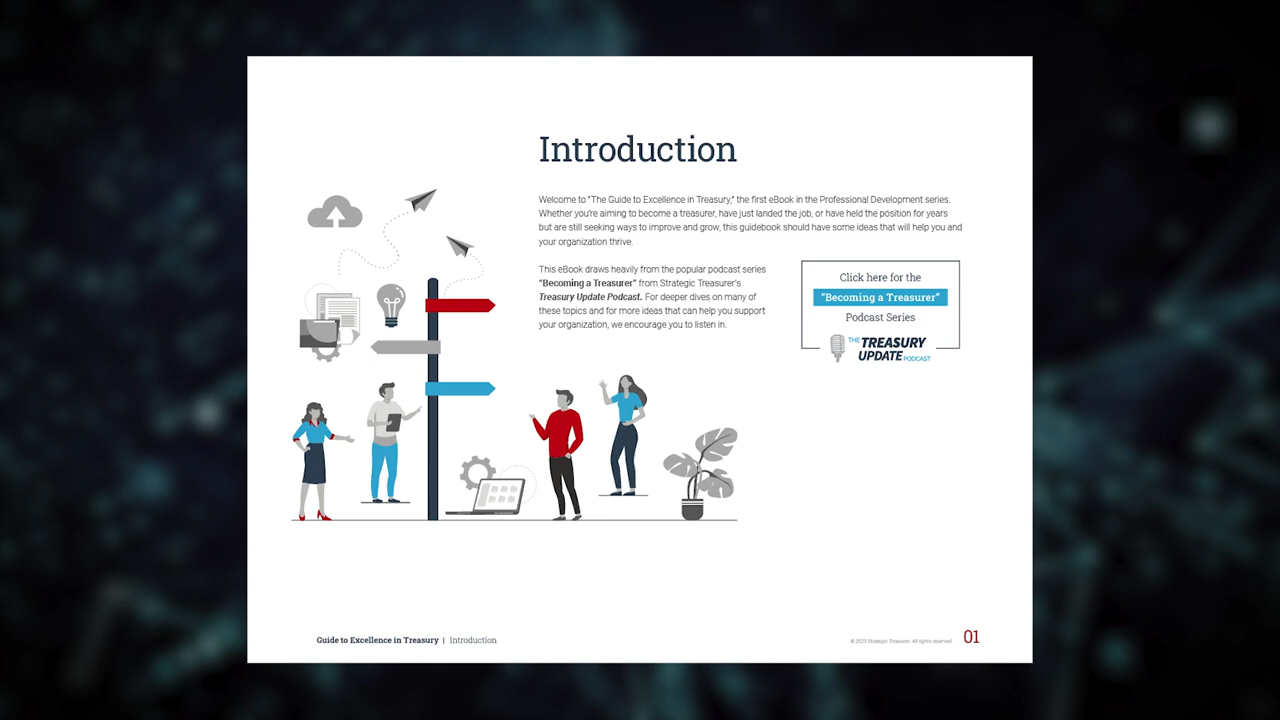 Introduction
Welcome to "The Guide to Excellence in Treasury," the first eBook in the Professional Development series.
Whether you're aiming to become a treasurer, have just landed the job, or have held the position for years
but are still seeking ways to improve and grow, this guidebook should have some ideas that will help you and
your organization thrive.
This eBook draws heavily from the popular podcast series
"Becoming a Treasurer" from Strategic Treasurer's
Treasury Update Podcast. For deeper dives on many of
these topics and for more ideas that can help you support
your organization, we encourage you to listen in.
Click here for the
"Becoming a Treasurer"
Podcast Series
THE TREASURY
UPDATE PODCAST
Guide to Excellence in Treasury | Introduction
© 2023 Strategic Treasurer. All rights reserved.
01